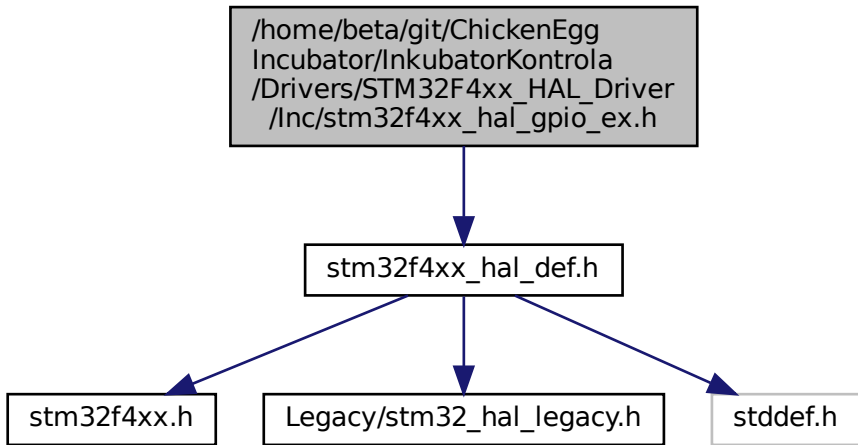 /home/beta/git/ChickenEgg
Incubator/InkubatorKontrola
/Drivers/STM32F4xx_HAL_Driver
/Inc/stm32f4xx_hal_gpio_ex.h
stm32f4xx_hal_def.h
stm32f4xx.h
Legacy/stm32_hal_legacy.h
stddef.h